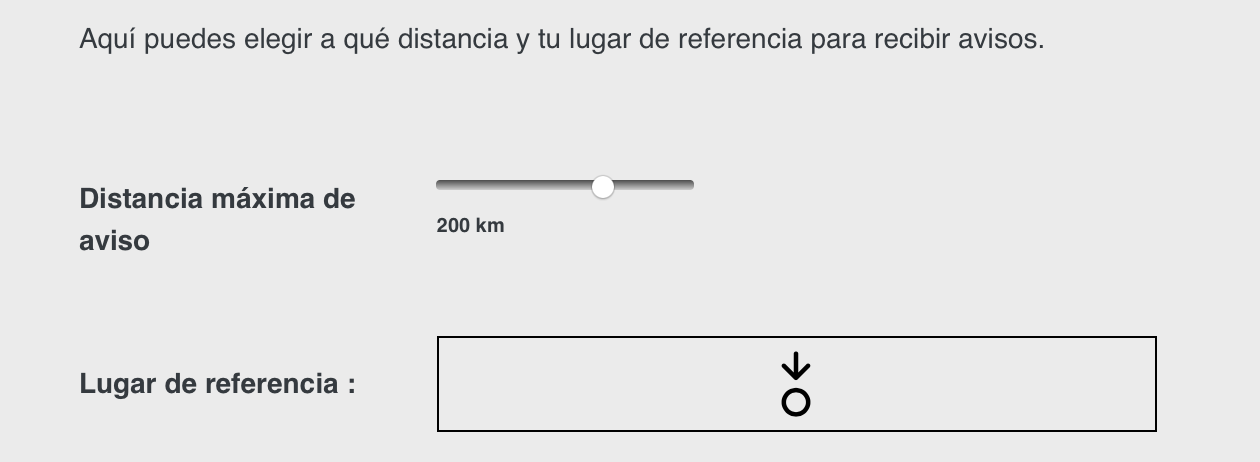 Aquí puedes elegir a qué distancia y tu lugar de referencia para recibir avisos.
Distancia máxima de
aviso
200 km
Lugar de referencia :